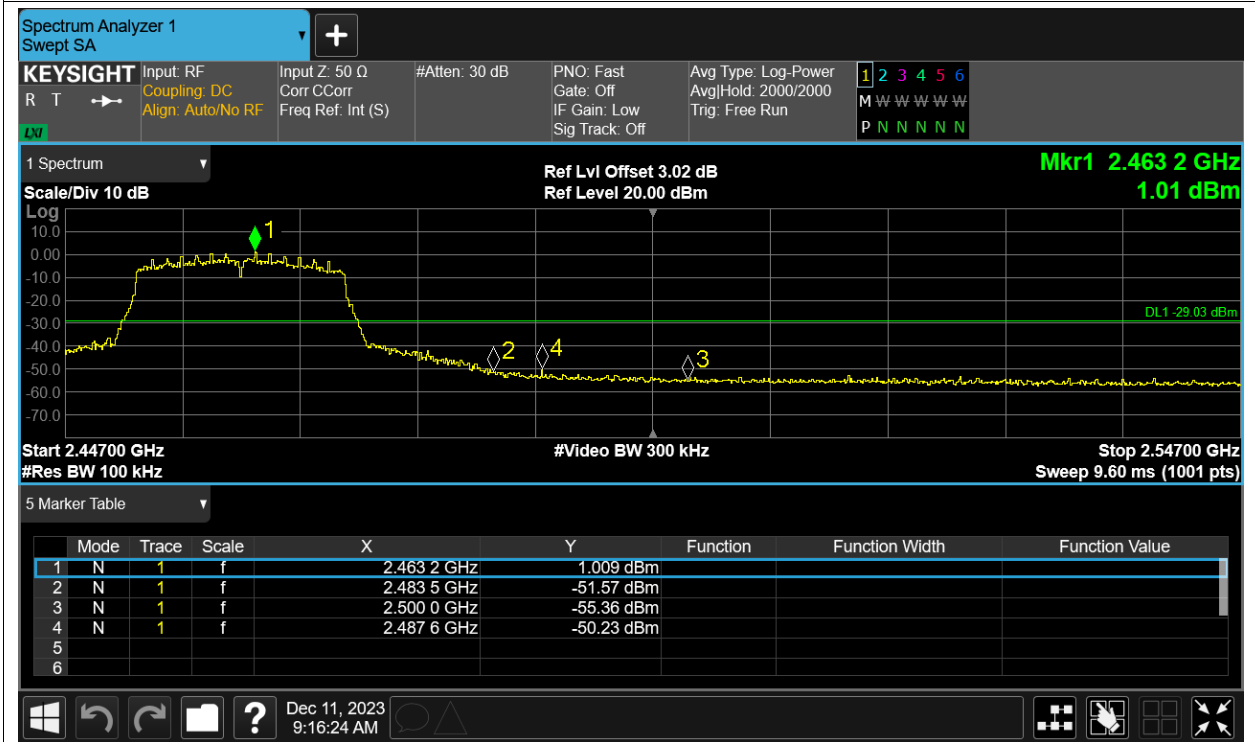 Spectrum Analyzer 1
Swept SA
+
KEYSIGHT Input: RF Input Z: 50 Ω #Atten: 30 dB PNO: Fast Avg Type: Log-Power 1 2 3 4 5 6
R T Coupling: DC Corr CCorr Gate: Off Avg|Hold: 2000/2000 M W W W W W
Align: Auto/No RF Freq Ref: Int (S) IF Gain: Low Trig: Free Run
LXI Sig Track: Off P N N N N N
1 Spectrum Ref Lvl Offset 3.02 dB Mkr1 2.463 2 GHz
Scale/Div 10 dB Ref Level 20.00 dBm 1.01 dBm
Log
10.0 1
0.00
-10.0
-20.0
DL1 -29.03 dBm
-30.0
-40.0 2 4
-50.0 3
-60.0
-70.0
Start 2.44700 GHz #Video BW 300 kHz Stop 2.54700 GHz
#Res BW 100 kHz Sweep 9.60 ms (1001 pts)
5 Marker Table
Mode Trace Scale X Y Function Function Width Function Value
1 N 1 f 2.463 2 GHz 1.009 dBm
2 N 1 f 2.483 5 GHz -51.57 dBm
3 N 1 f 2.500 0 GHz -55.36 dBm
4 N 1 f 2.487 6 GHz -50.23 dBm
5
6
? Dec 11, 2023
9:16:24 AM